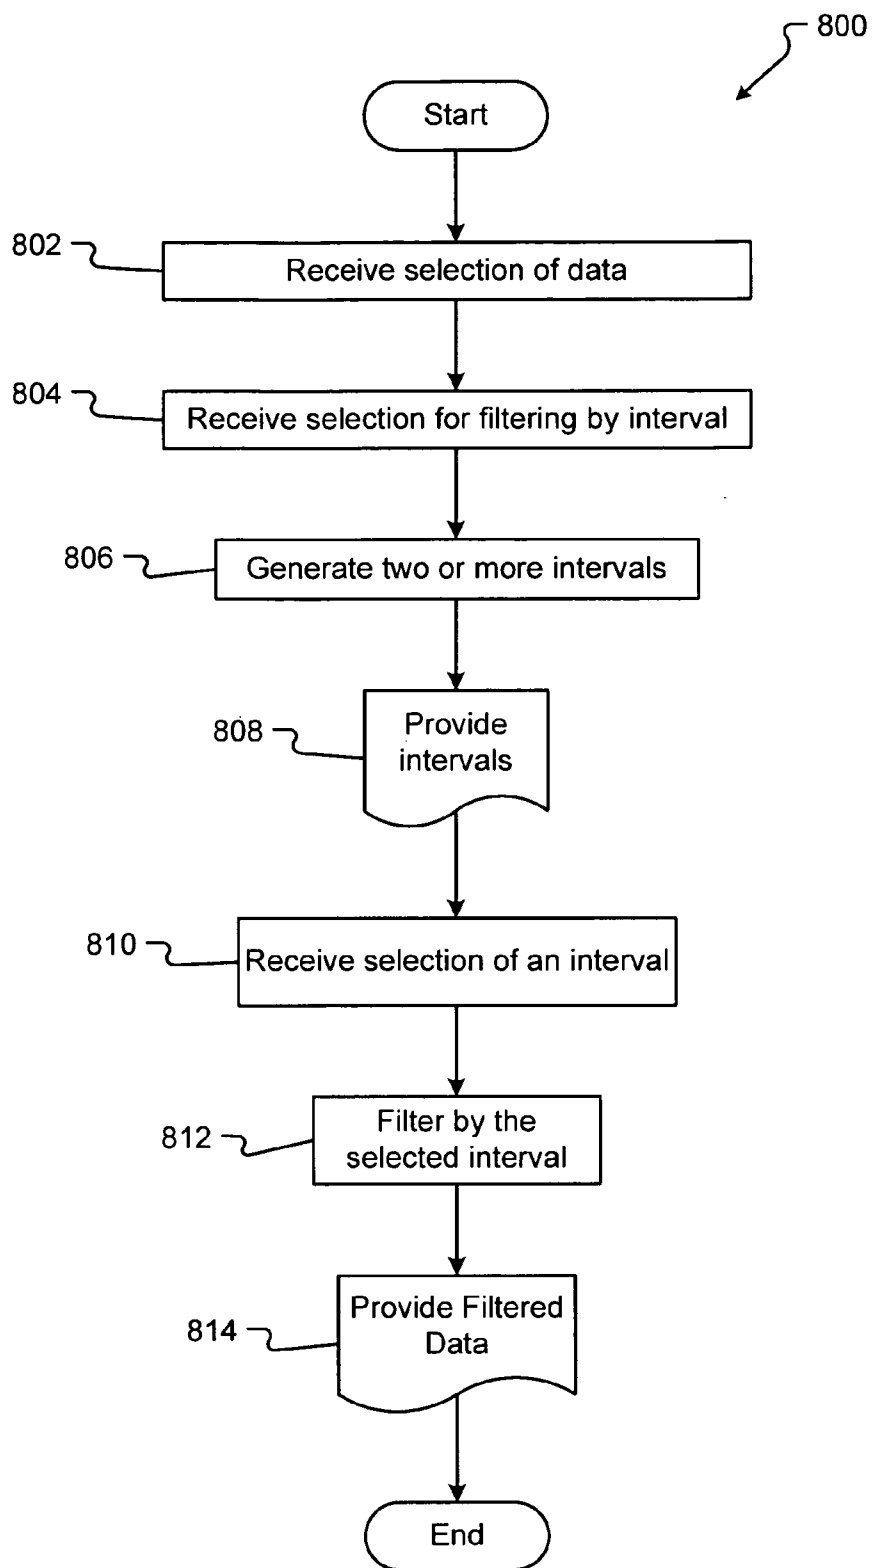 800
Start
802
Receive selection of data
804
Receive selection for filtering by interval
806
Generate two or more intervals
808
Provide
intervals
810
Receive selection of an interval
812
Filter by the
selected interval
814
Provide Filtered
Data
End